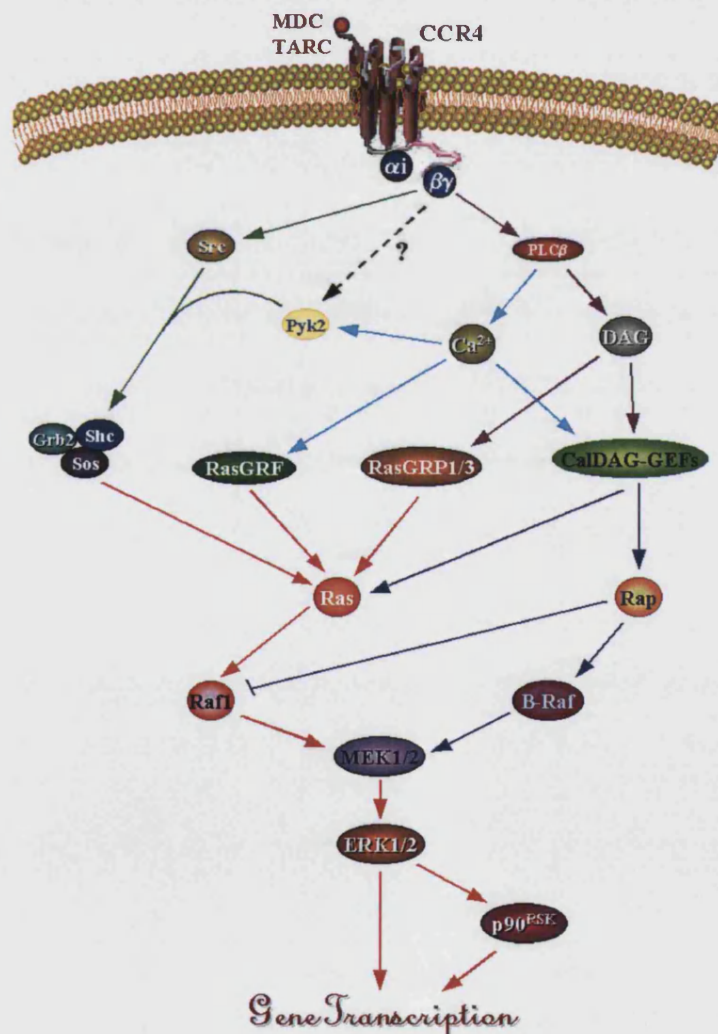 MDC
TARC
CCR4
αi
βγ
Src
?
PLCβ
Pyk2
Ca2+
DAG
Grb2
Shc
Sos
RasGRF
RasGRP1/3
CalDAG-GEFs
Ras
Rap
Raf1
B-Raf
MEK1/2
ERK1/2
p90RSK
Gene Transcription